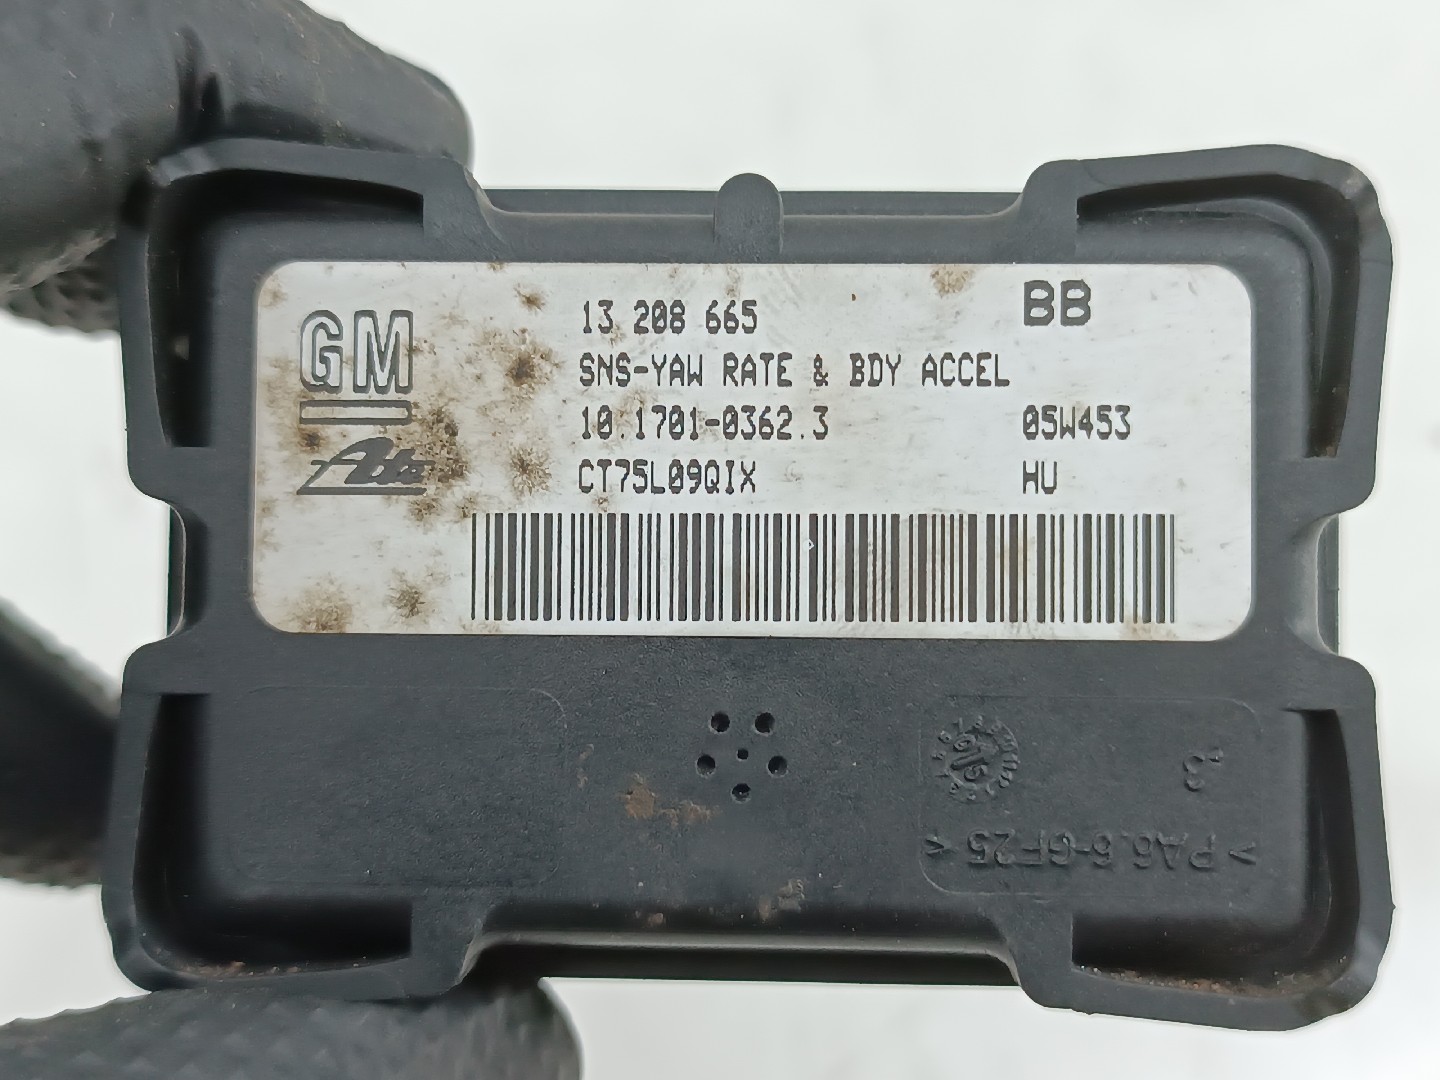 GM
13 208 665
BB
SNS-YAW RATE & BDY ACCEL
10.1701-0362.3
05W453
Ate
CT75L09QIX
HU
3
>PA6.6-GF25<